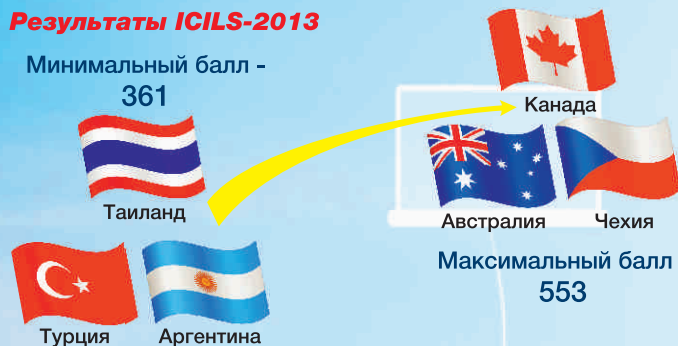 Результаты ICILS-2013
Минимальный балл -
361
Таиланд
Турция
Аргентина
Канада
Австралия
Чехия
Максимальный балл
553